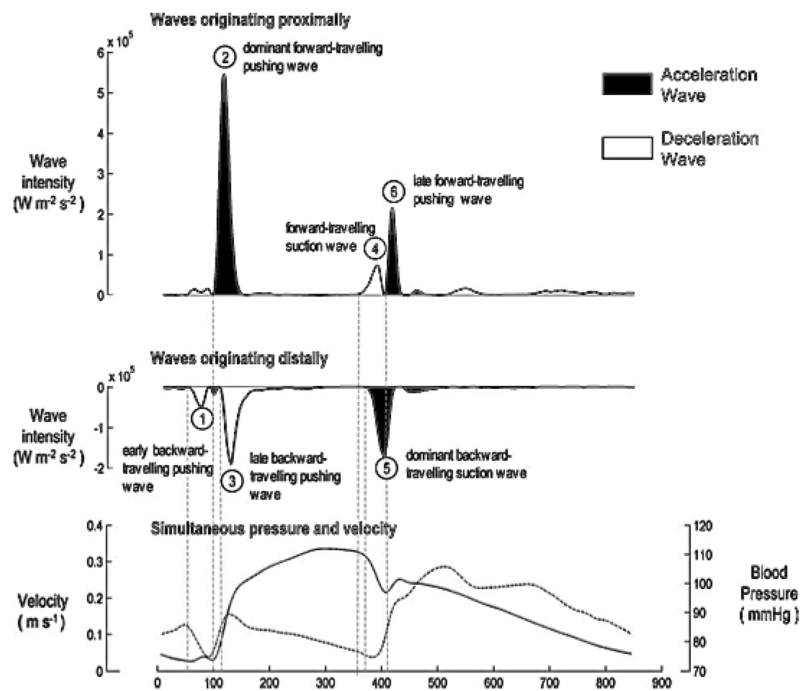 Waves originating proximally
x 10⁵
6
5
4
3
2
1
0
Wave
intensity
(W m⁻² s⁻²)
2
dominant forward-travelling
pushing wave
Acceleration
Wave
Deceleration
Wave
6
late forward-travelling
pushing wave
forward-travelling
suction wave
4
Waves originating distally
x 10⁵
0
-1
-2
Wave
intensity
(W m⁻² s⁻²)
1
early backward-
travelling pushing
wave
3
late backward-
travelling pushing
wave
5
dominant backward-
travelling suction wave
Simultaneous pressure and velocity
0.4
0.3
0.2
0.1
0
Velocity
( m s⁻¹)
120
110
100
90
80
70
Blood
Pressure
( mmHg)
0 100 200 300 400 500 600 700 800 900